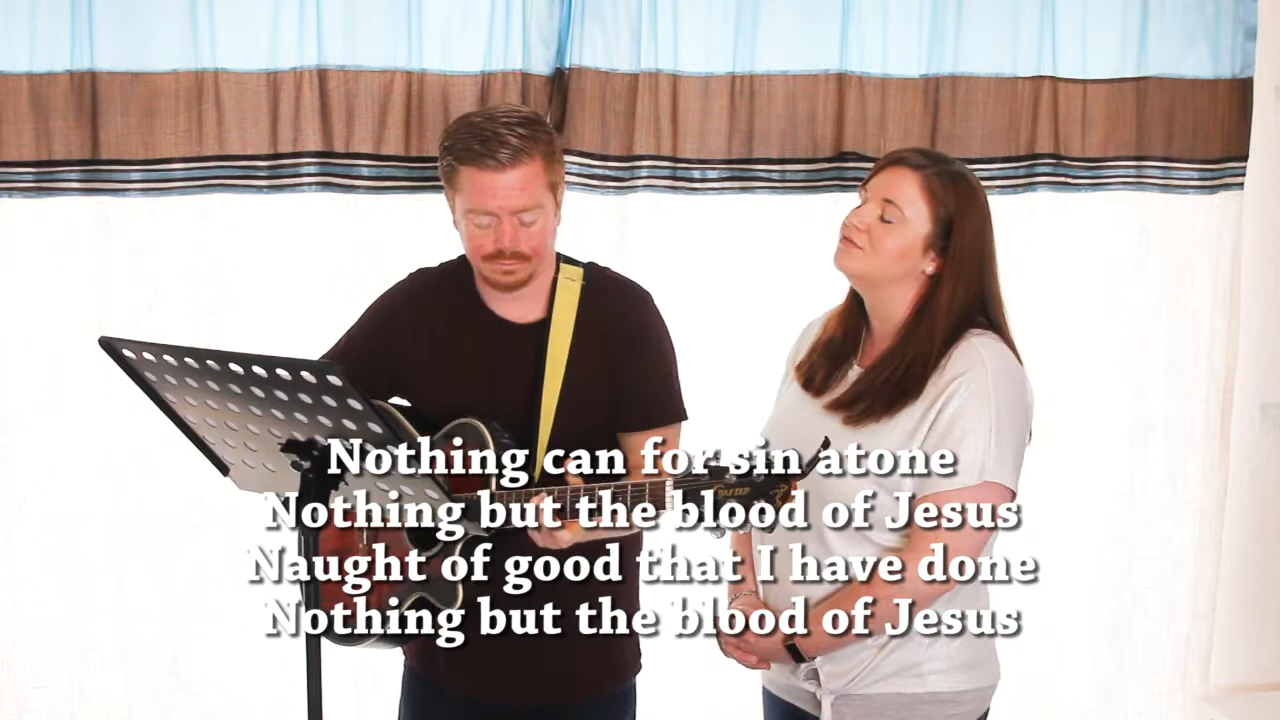 Nothing can for sin atone
Nothing but the blood of Jesus
Naught of good that I have done
Nothing but the blood of Jesus